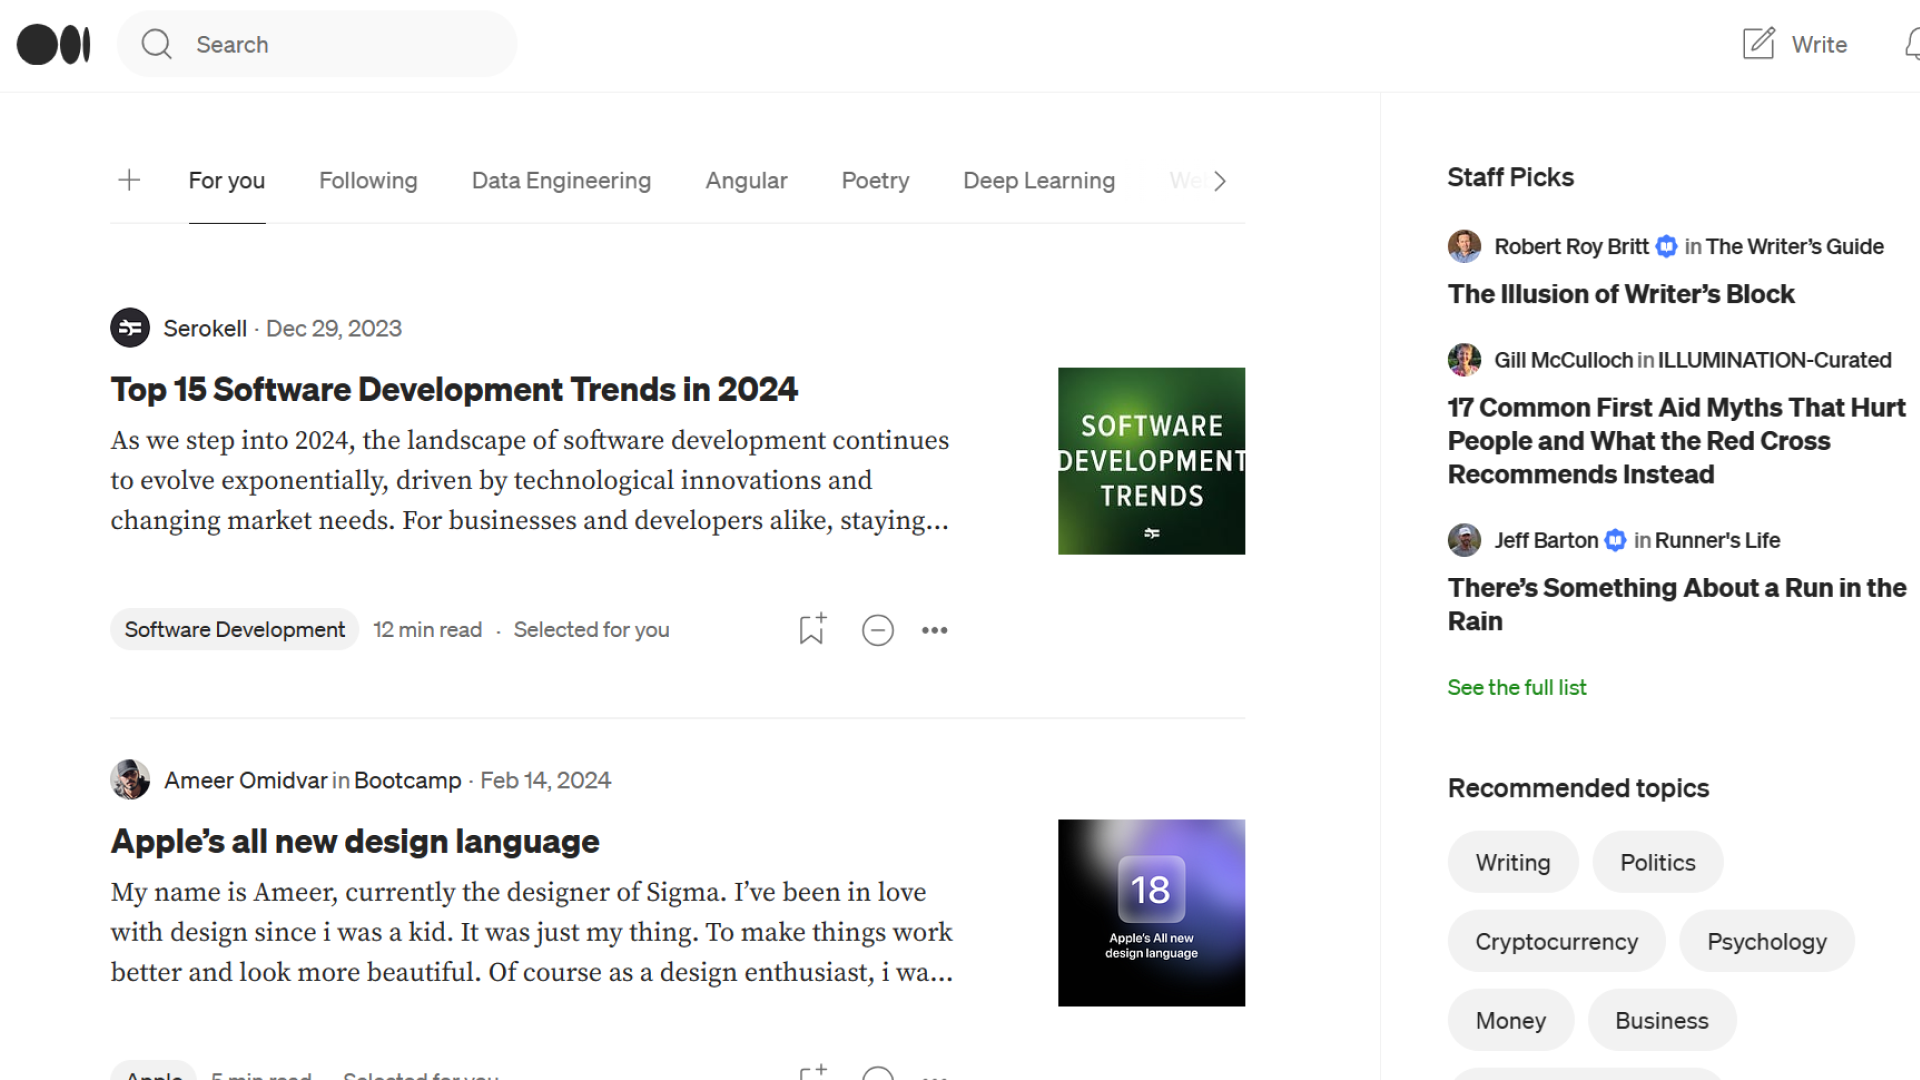 Search
Write
For you
Following
Data Engineering
Angular
Poetry
Deep Learning
Serokell · Dec 29, 2023
Top 15 Software Development Trends in 2024
As we step into 2024, the landscape of software development continues
to evolve exponentially, driven by technological innovations and
changing market needs. For businesses and developers alike, staying...
SOFTWARE
DEVELOPMENT
TRENDS
Software Development
12 min read · Selected for you
Ameer Omidvar in Bootcamp · Feb 14, 2024
Apple’s all new design language
My name is Ameer, currently the designer of Sigma. I’ve been in love
with design since i was a kid. It was just my thing. To make things work
better and look more beautiful. Of course as a design enthusiast, i wa...
18
Apple's All new
design language
Apple
5 min read · Selected for you
Staff Picks
Robert Roy Britt in The Writer’s Guide
The Illusion of Writer’s Block
Gill McCulloch in ILLUMINATION-Curated
17 Common First Aid Myths That Hurt
People and What the Red Cross
Recommends Instead
Jeff Barton in Runner's Life
There’s Something About a Run in the
Rain
See the full list
Recommended topics
Writing
Politics
Cryptocurrency
Psychology
Money
Business